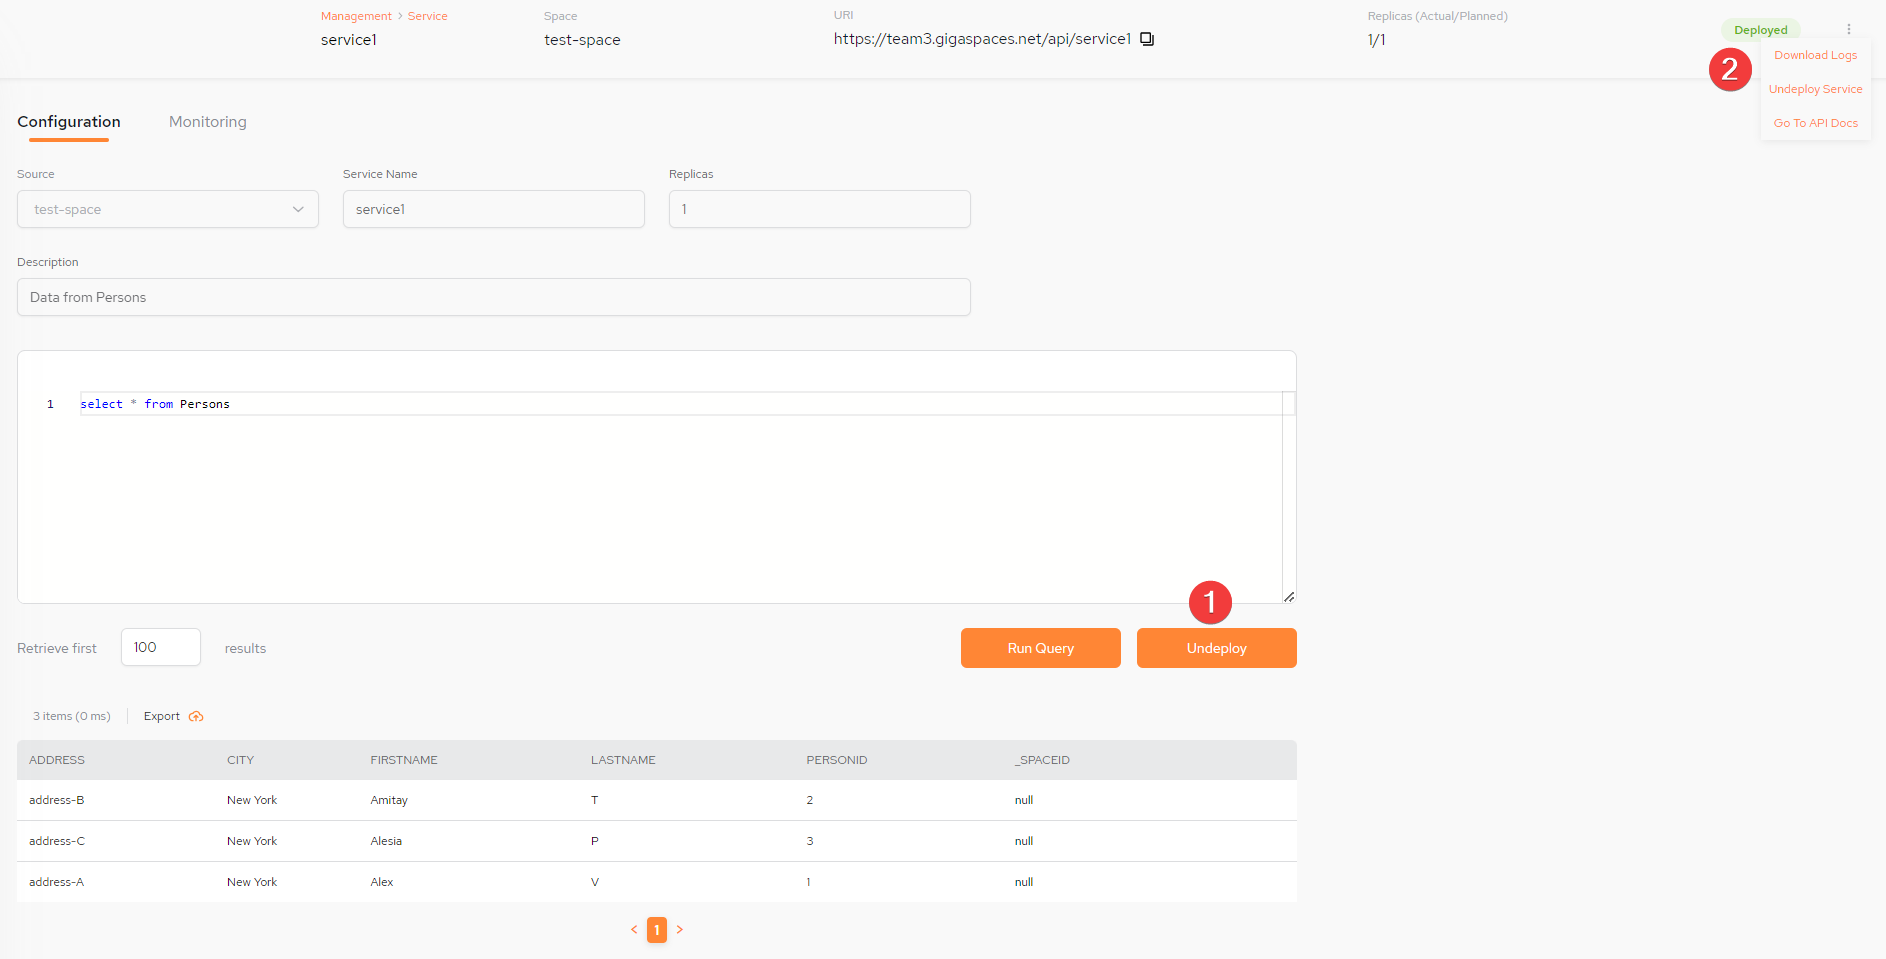 Management > Service
service1
Space
test-space
URI
https://team3.gigaspaces.net/api/service1
Replicas (Actual/Planned)
1/1
Deployed
2
Download Logs
Undeploy Service
Go To API Docs
Configuration
Monitoring
Source
test-space
Service Name
service1
Replicas
1
Description
Data from Persons
1 select * from Persons
1
Retrieve first 100 results
Run Query
Undeploy
3 items (0 ms)
Export
ADDRESS CITY FIRSTNAME LASTNAME PERSONID _SPACEID
address-B New York Amitay T 2 null
address-C New York Alesia P 3 null
address-A New York Alex V 1 null
< 1 >